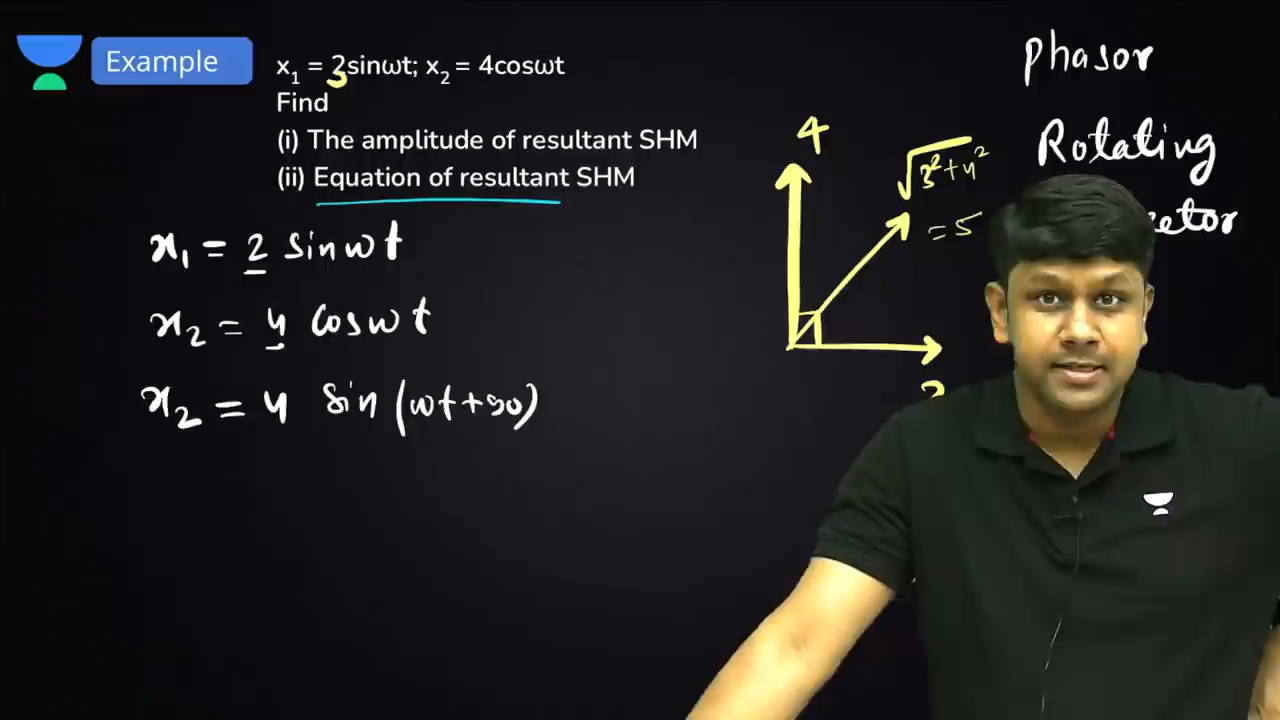 Example
x₁ = 3sinωt; x₂ = 4cosωt
Find
(i) The amplitude of resultant SHM
(ii) Equation of resultant SHM
x₁ = 2 sinωt
x₂ = 4 cosωt
x₂ = 4 sin (ωt+90)
4
√3²+4²
= 5
Phasor
Rotating